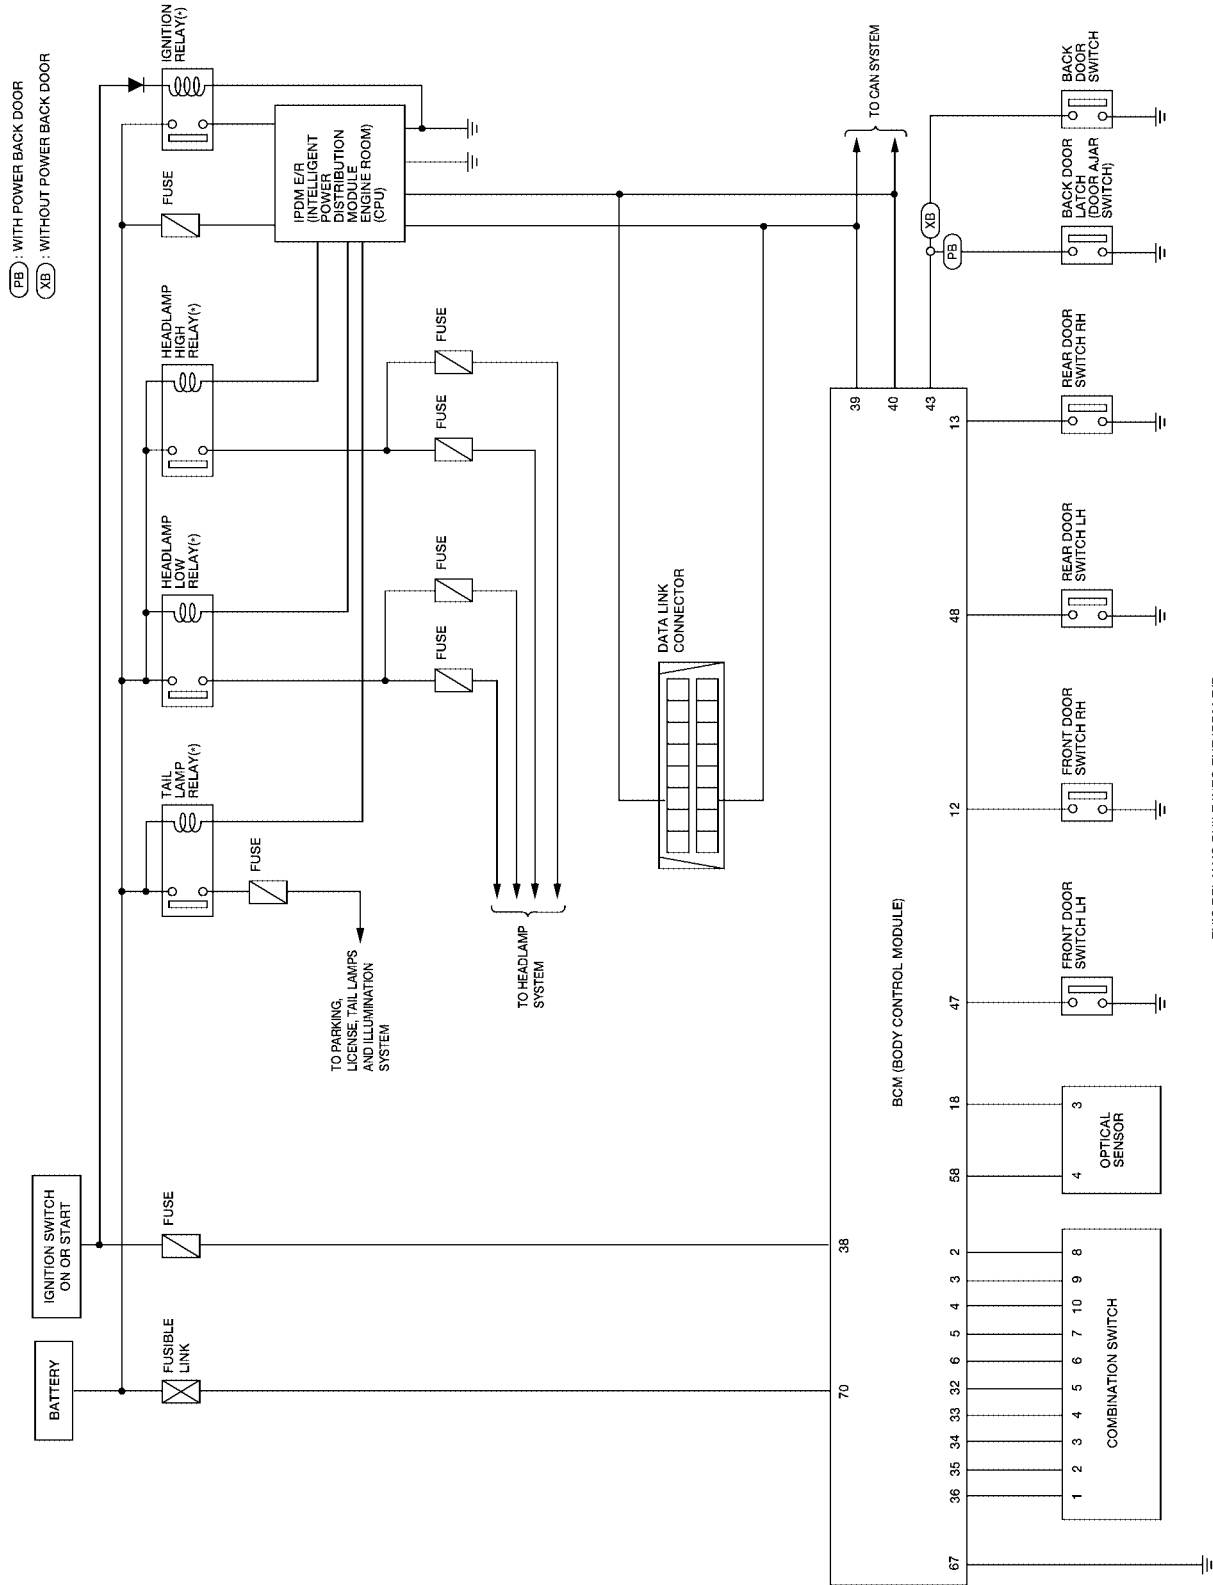 PB : WITH POWER BACK DOOR
XB : WITHOUT POWER BACK DOOR
BATTERY
IGNITION SWITCH
ON OR START
FUSIBLE
LINK
FUSE
TAIL
LAMP
RELAY(*)
HEADLAMP
LOW
RELAY(*)
HEADLAMP
HIGH
RELAY(*)
FUSE
IGNITION
RELAY(*)
FUSE
IPDM E/R
(INTELLIGENT
POWER
DISTRIBUTION
MODULE
ENGINE ROOM)
(CPU)
TO PARKING,
LICENSE, TAIL LAMPS
AND ILLUMINATION
SYSTEM
FUSE
FUSE
FUSE
FUSE
TO HEADLAMP
SYSTEM
DATA LINK
CONNECTOR
TO CAN SYSTEM
70
38
39
40
43
BCM (BODY CONTROL MODULE)
XB
PB
67
36
35
34
33
32
6
5
4
3
2
58
18
47
12
48
13
1
2
3
4
5
6
7
10
9
8
COMBINATION SWITCH
4
3
OPTICAL
SENSOR
FRONT DOOR
SWITCH LH
FRONT DOOR
SWITCH RH
REAR DOOR
SWITCH LH
REAR DOOR
SWITCH RH
BACK DOOR
LATCH
(DOOR AJAR
SWITCH)
BACK
DOOR
SWITCH